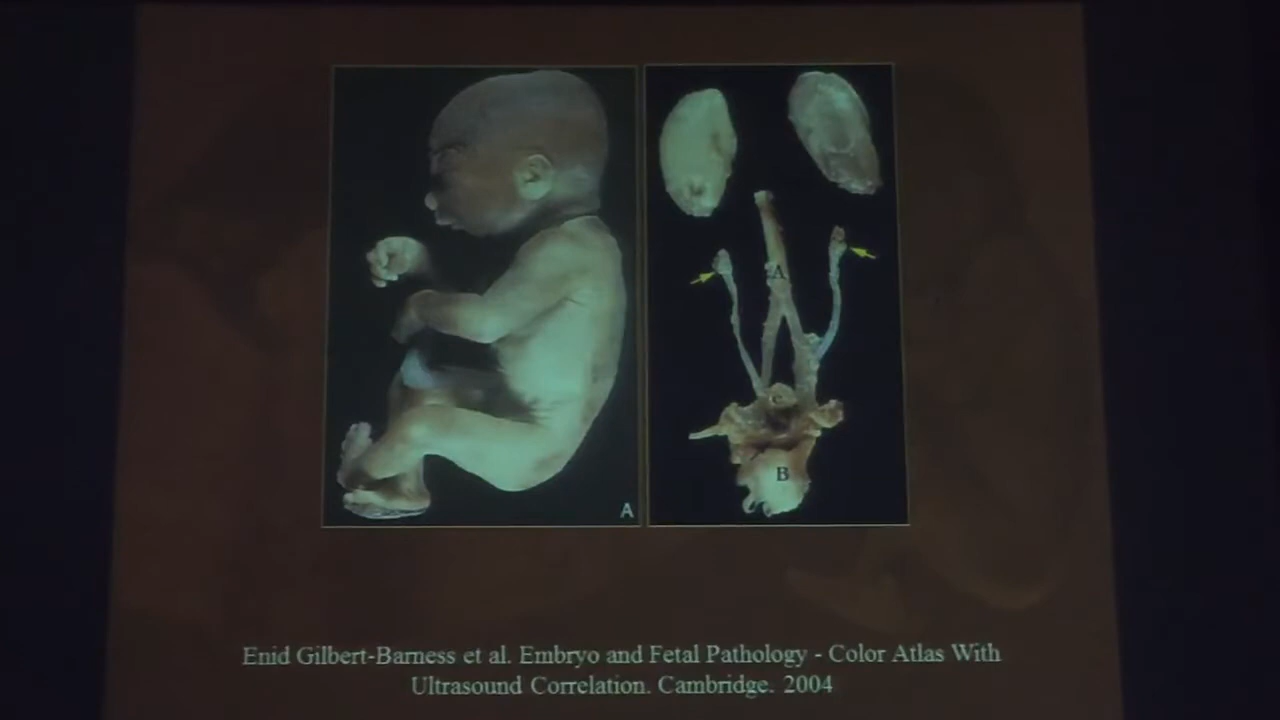 A
A
C
B
Enid Gilbert-Barness et al. Embryo and Fetal Pathology - Color Atlas With
Ultrasound Correlation. Cambridge. 2004